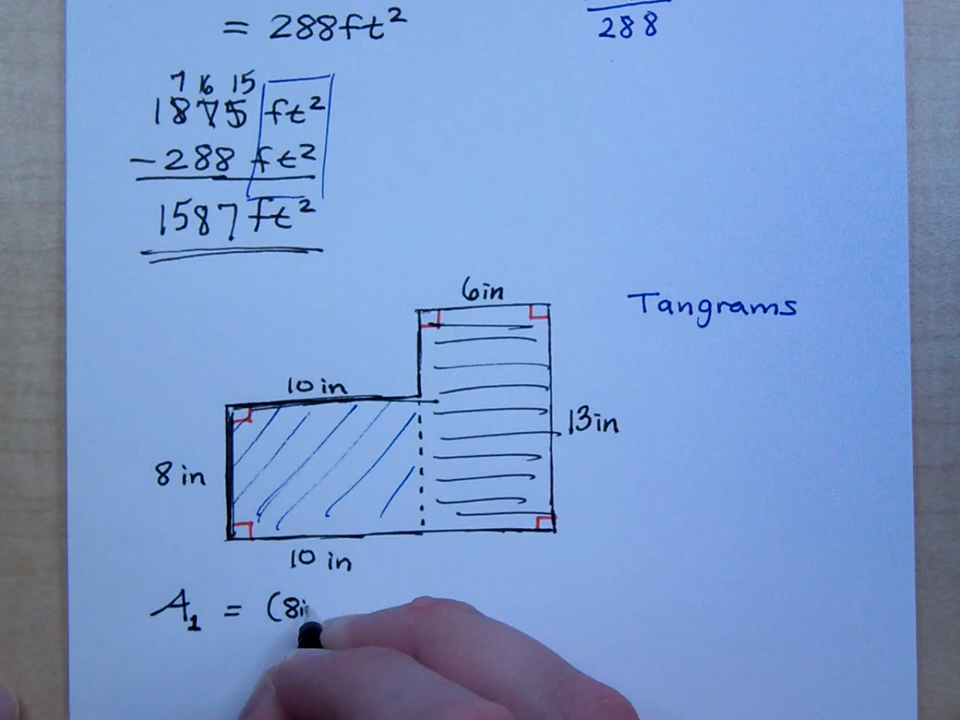 = 288ft²
288
7 16 15
1875 ft²
-288 ft²
1587 ft²
6in
Tangrams
10 in
13in
8 in
10 in
A₁ = (8i